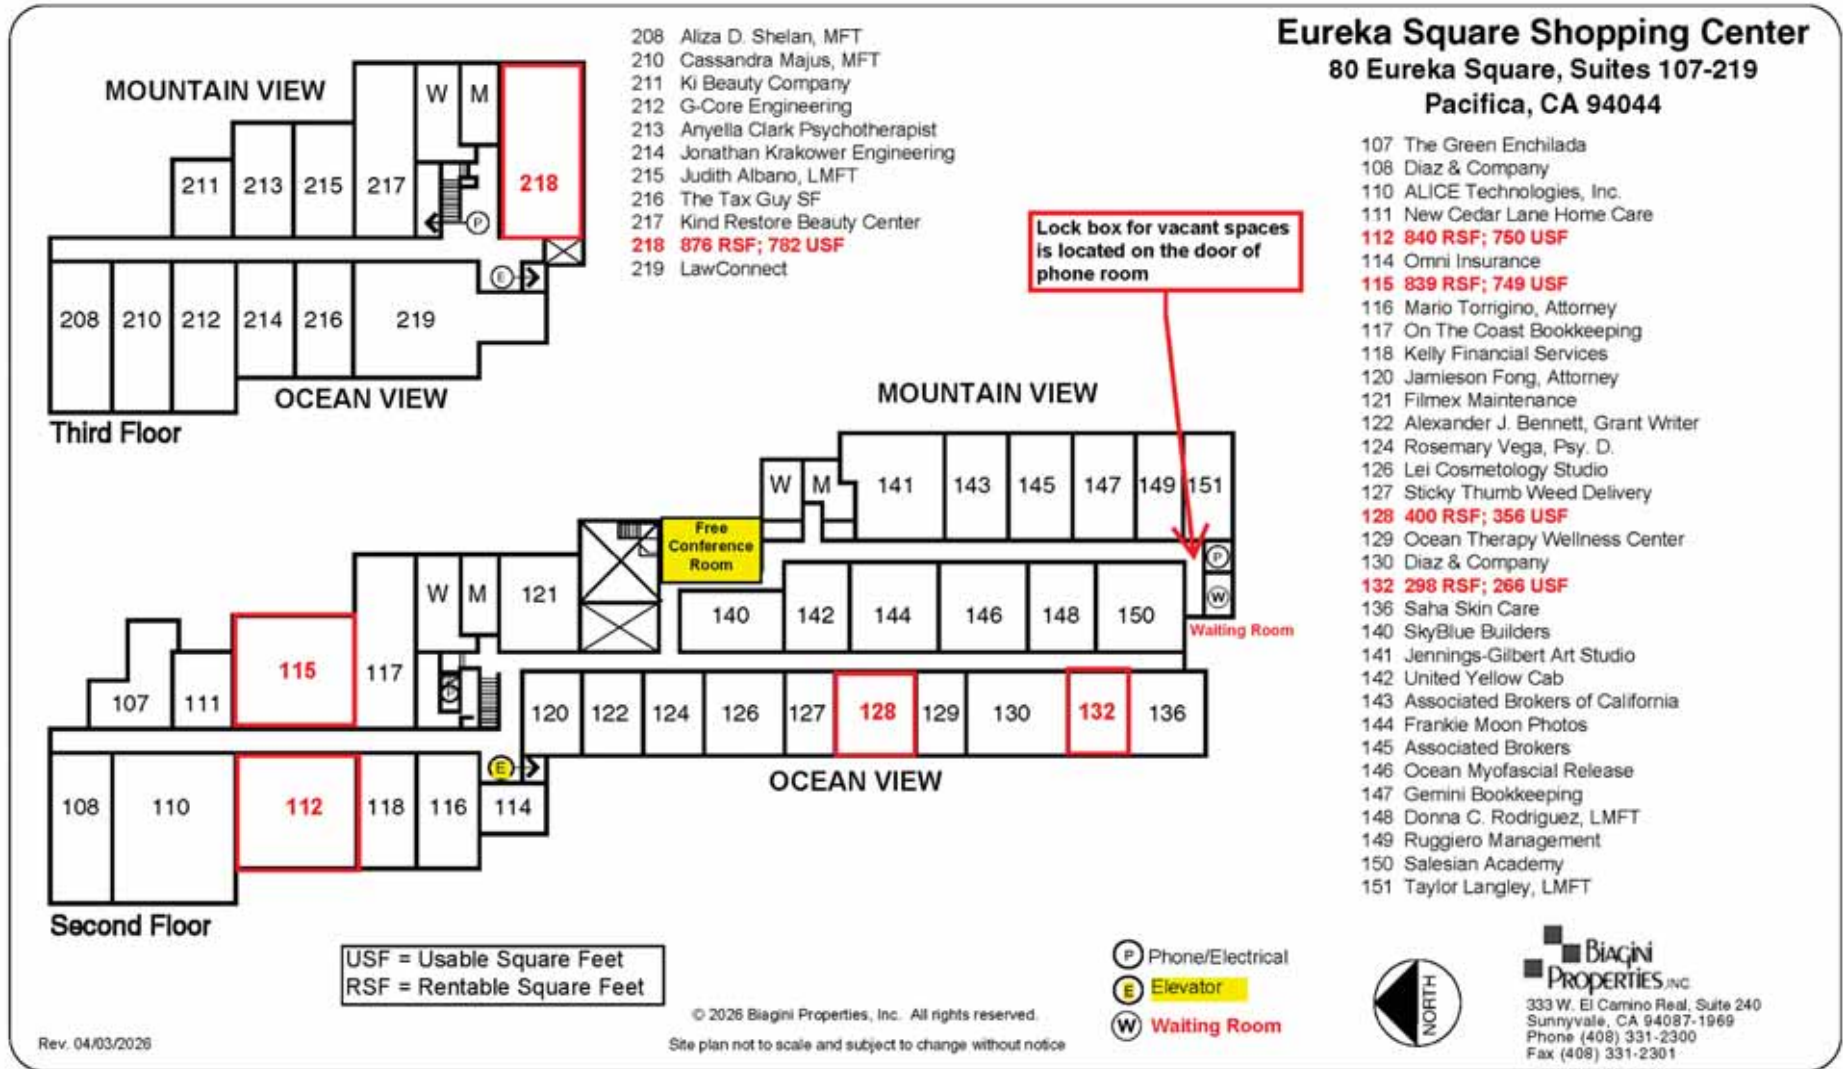 Eureka Square Shopping Center
80 Eureka Square, Suites 107-219
Pacifica, CA 94044
MOUNTAIN VIEW
W
M
211
213
215
217
218
P
E
208
210
212
214
216
219
OCEAN VIEW
Third Floor
208 Aliza D. Shelan, MFT
210 Cassandra Majus, MFT
211 Ki Beauty Company
212 G-Core Engineering
213 Anyella Clark Psychotherapist
214 Jonathan Krakower Engineering
215 Judith Albano, LMFT
216 The Tax Guy SF
217 Kind Restore Beauty Center
218 876 RSF; 782 USF
219 LawConnect
Lock box for vacant spaces
is located on the door of
phone room
107 The Green Enchilada
108 Diaz & Company
110 ALICE Technologies, Inc.
111 New Cedar Lane Home Care
112 840 RSF; 750 USF
114 Omni Insurance
115 839 RSF; 749 USF
116 Mario Torrigino, Attorney
117 On The Coast Bookkeeping
118 Kelly Financial Services
120 Jamieson Fong, Attorney
121 Filmex Maintenance
122 Alexander J. Bennett, Grant Writer
124 Rosemary Vega, Psy. D.
126 Lei Cosmetology Studio
127 Sticky Thumb Weed Delivery
128 400 RSF; 356 USF
129 Ocean Therapy Wellness Center
130 Diaz & Company
132 298 RSF; 266 USF
136 Saha Skin Care
140 SkyBlue Builders
141 Jennings-Gilbert Art Studio
142 United Yellow Cab
143 Associated Brokers of California
144 Frankie Moon Photos
145 Associated Brokers
146 Ocean Myofascial Release
147 Gemini Bookkeeping
148 Donna C. Rodriguez, LMFT
149 Ruggiero Management
150 Salesian Academy
151 Taylor Langley, LMFT
MOUNTAIN VIEW
W
M
141
143
145
147
149
151
Free
Conference
Room
P
W
Waiting Room
W
M
121
140
142
144
146
148
150
107
111
115
117
P
120
122
124
126
127
128
129
130
132
136
E
108
110
112
118
116
114
OCEAN VIEW
Second Floor
USF = Usable Square Feet
RSF = Rentable Square Feet
P Phone/Electrical
E Elevator
W Waiting Room
NORTH
BIAGINI
PROPERTIES, INC
333 W. El Camino Real, Suite 240
Sunnyvale, CA 94087-1969
Phone (408) 331-2300
Fax (408) 331-2301
© 2026 Biagini Properties, Inc. All rights reserved.
Site plan not to scale and subject to change without notice
Rev. 04/03/2026